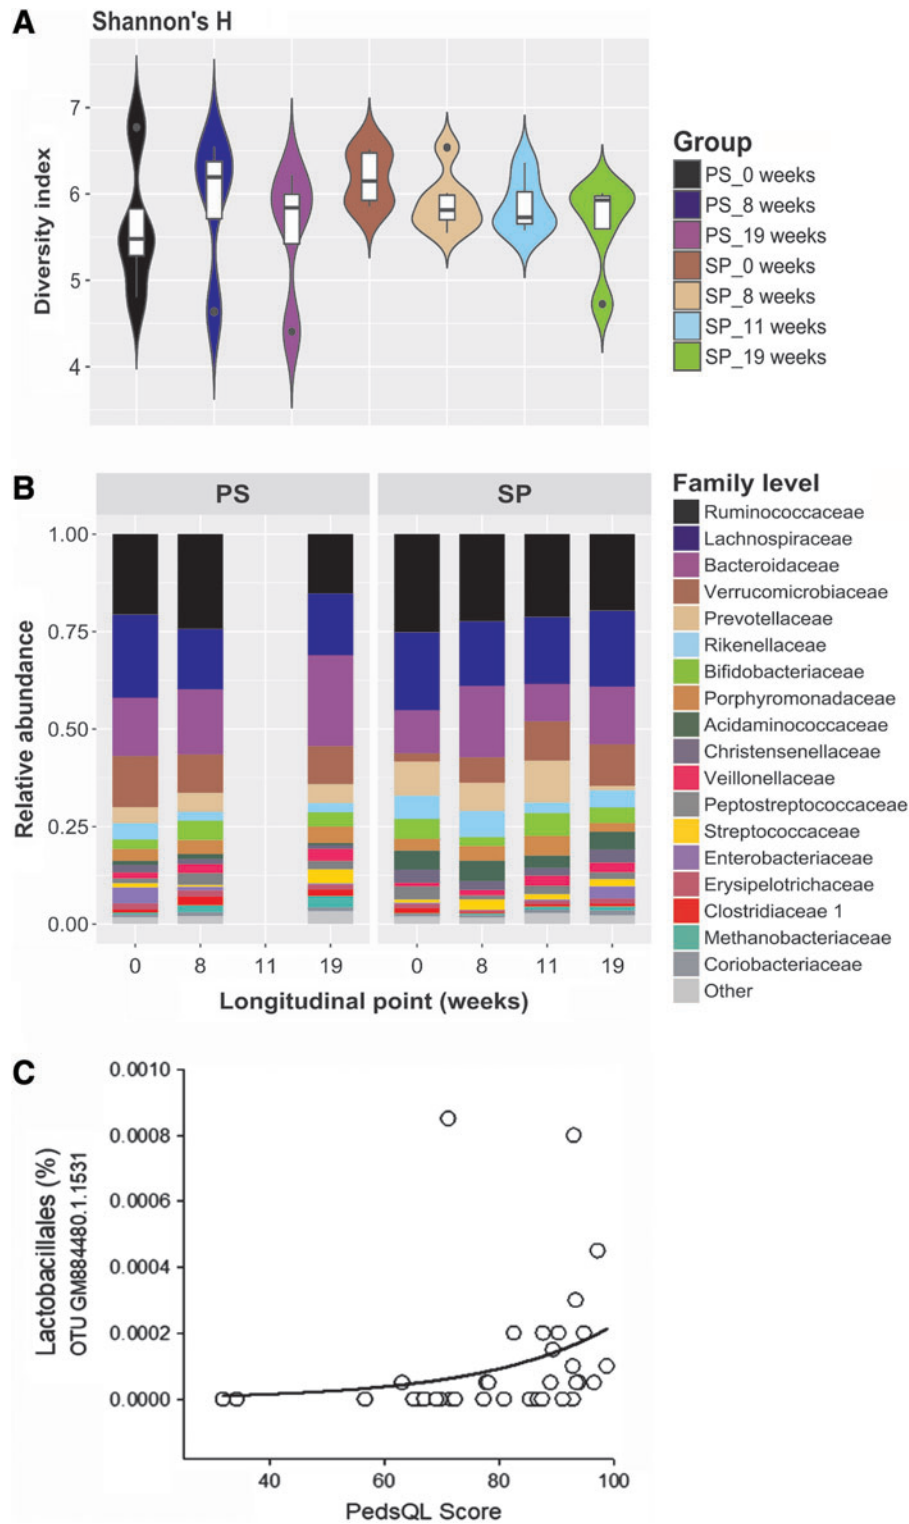 A
Shannon's H
7
6
5
4
Diversity index
Group
PS_0 weeks
PS_8 weeks
PS_19 weeks
SP_0 weeks
SP_8 weeks
SP_11 weeks
SP_19 weeks
B
PS
SP
1.00
0.75
0.50
0.25
0.00
Relative abundance
0
8
11
19
0
8
11
19
Longitudinal point (weeks)
Family level
Ruminococcaceae
Lachnospiraceae
Bacteroidaceae
Verrucomicrobiaceae
Prevotellaceae
Rikenellaceae
Bifidobacteriaceae
Porphyromonadaceae
Acidaminococcaceae
Christensenellaceae
Veillonellaceae
Peptostreptococcaceae
Streptococcaceae
Enterobacteriaceae
Erysipelotrichaceae
Clostridiaceae 1
Methanobacteriaceae
Coriobacteriaceae
Other
C
0.0010
0.0008
0.0006
0.0004
0.0002
0.0000
Lactobacillales (%)
OTU GM884480.1.1531
40
60
80
100
PedsQL Score